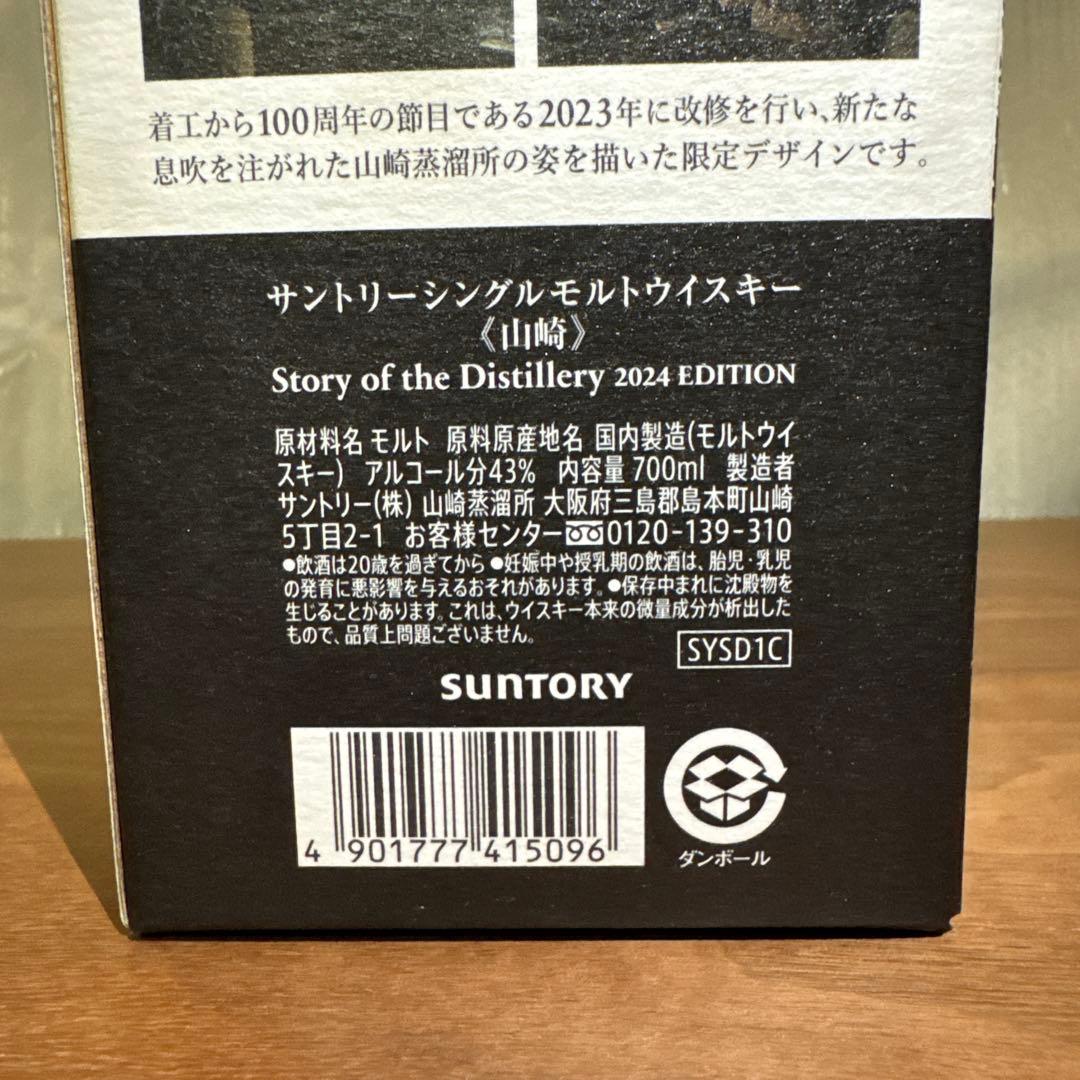 着工から100周年の節目である2023年に改修を行い、新たな
息吹を注がれた山崎蒸溜所の姿を描いた限定デザインです。
サントリーシングルモルトウイスキー
《山崎》
Story of the Distillery 2024 EDITION
原材料名 モルト 原料原産地名 国内製造(モルトウイ
スキー) アルコール分43% 内容量 700ml 製造者
サントリー(株) 山崎蒸溜所 大阪府三島郡島本町山崎
5丁目2-1 お客様センター 0120-139-310
●飲酒は20歳を過ぎてから ●妊娠中や授乳期の飲酒は、胎児・乳児
の発育に悪影響を与えるおそれがあります。●保存中まれに沈殿物を
生じることがあります。これは、ウイスキー本来の微量成分が析出した
もので、品質上問題ございません。
SYSD1C
SUNTORY
4 901777 415096
ダンボール